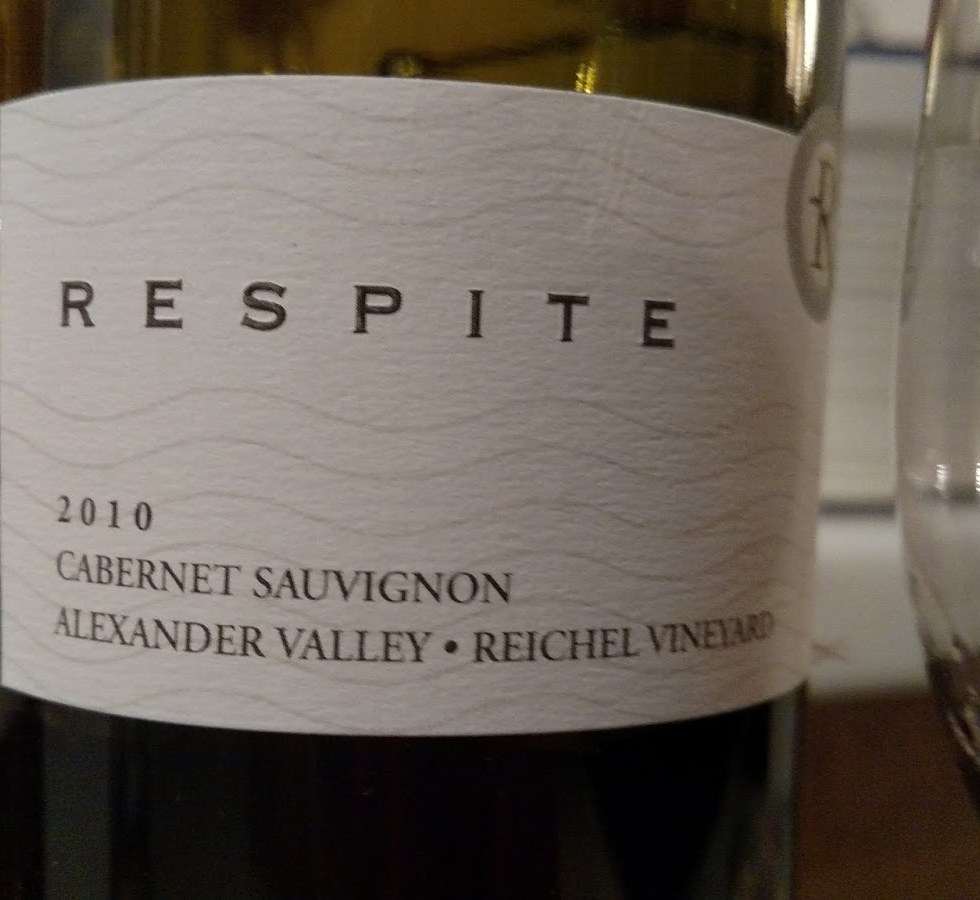 RESPITE
2010
CABERNET SAUVIGNON
ALEXANDER VALLEY • REICHEL VINEYARD
R